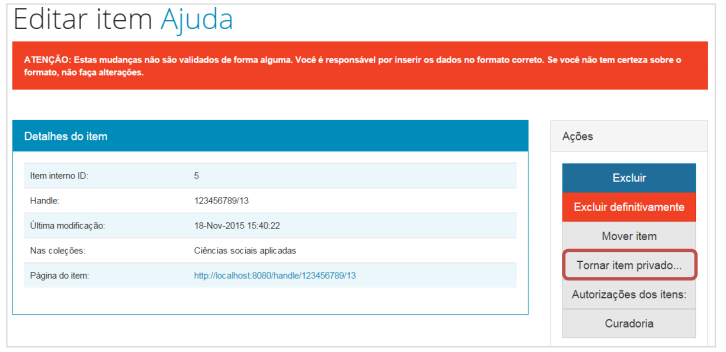 Editar item Ajuda
ATENÇÃO: Estas mudanças não são validados de forma alguma. Você é responsável por inserir os dados no formato correto. Se você não tem certeza sobre o
formato, não faça alterações.
Detalhes do item
Item interno ID: 5
Handle: 123456789/13
Última modificação: 18-Nov-2015 15:40:22
Nas coleções: Ciências sociais aplicadas
Página do item: http://localhost:8080/handle/123456789/13
Ações
Excluir
Excluir definitivamente
Mover item
Tornar item privado...
Autorizações dos itens:
Curadoria